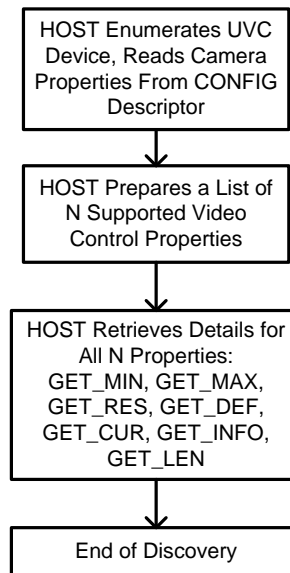 HOST Enumerates UVC
Device, Reads Camera
Properties From CONFIG
Descriptor
HOST Prepares a List of
N Supported Video
Control Properties
HOST Retrieves Details for
All N Properties:
GET_MIN, GET_MAX,
GET_RES, GET_DEF,
GET_CUR, GET_INFO,
GET_LEN
End of Discovery